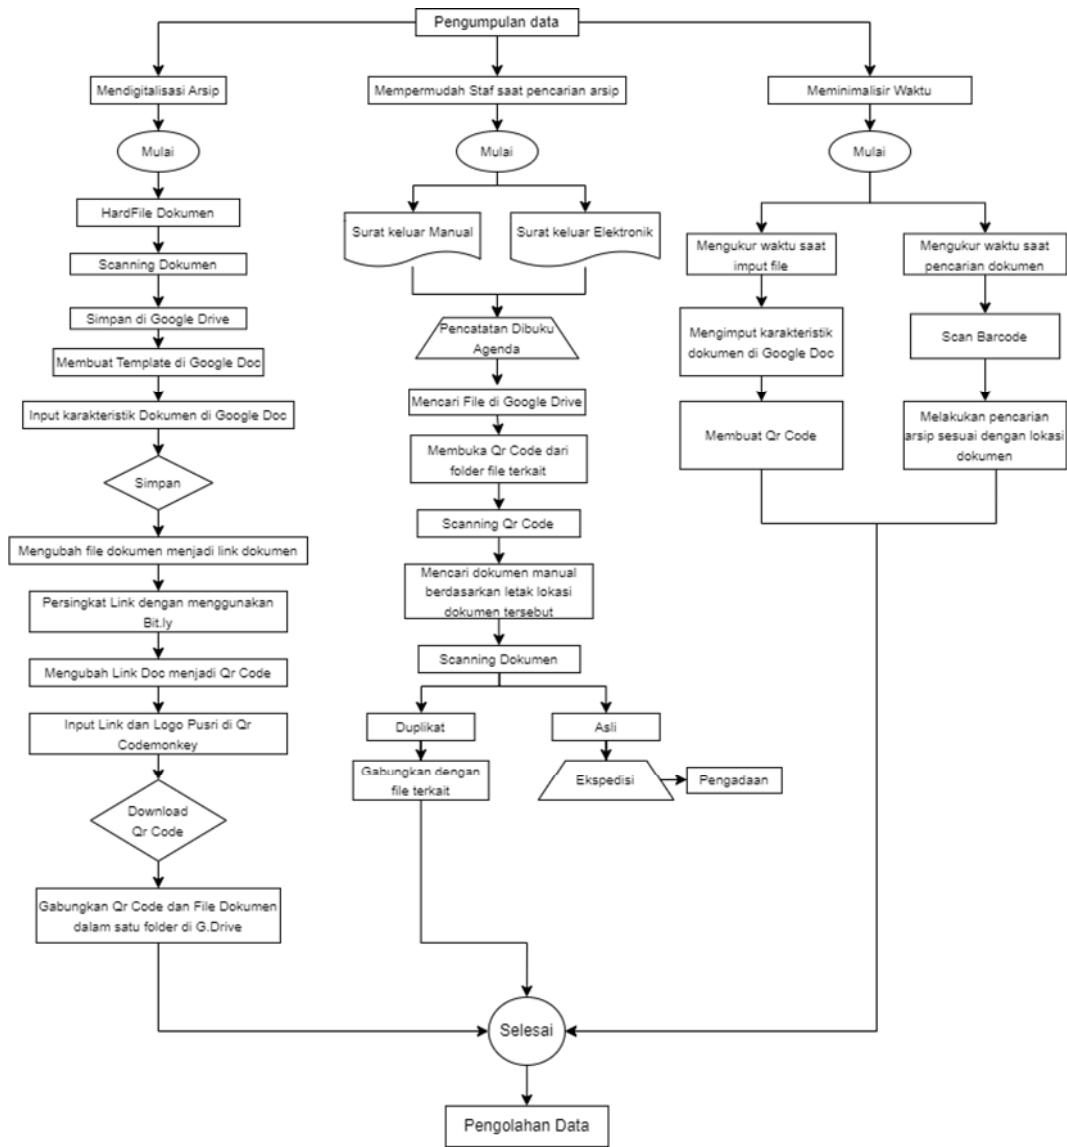 Pengumpulan data
Mendigitalisasi Arsip
Mulai
HardFile Dokumen
Scanning Dokumen
Simpan di Google Drive
Membuat Template di Google Doc
Input karakteristik Dokumen di Google Doc
Simpan
Mengubah file dokumen menjadi link dokumen
Persingkat Link dengan menggunakan
Bit.ly
Mengubah Link Doc menjadi Qr Code
Input Link dan Logo Pusri di Qr
Codemonkey
Download
Qr Code
Gabungkan Qr Code dan File Dokumen
dalam satu folder di G.Drive
Mempermudah Staf saat pencarian arsip
Mulai
Surat keluar Manual
Surat keluar Elektronik
Pencatatan Dibuku
Agenda
Mencari File di Google Drive
Membuka Qr Code dari
folder file terkait
Scanning Qr Code
Mencari dokumen manual
berdasarkan letak lokasi
dokumen tersebut
Scanning Dokumen
Duplikat
Gabungkan dengan
file terkait
Asli
Ekspedisi
Pengadaan
Meminimalisir Waktu
Mulai
Mengukur waktu saat
imput file
Mengimput karakteristik
dokumen di Google Doc
Membuat Qr Code
Mengukur waktu saat
pencarian dokumen
Scan Barcode
Melakukan pencarian
arsip sesuai dengan lokasi
dokumen
Selesai
Pengolahan Data